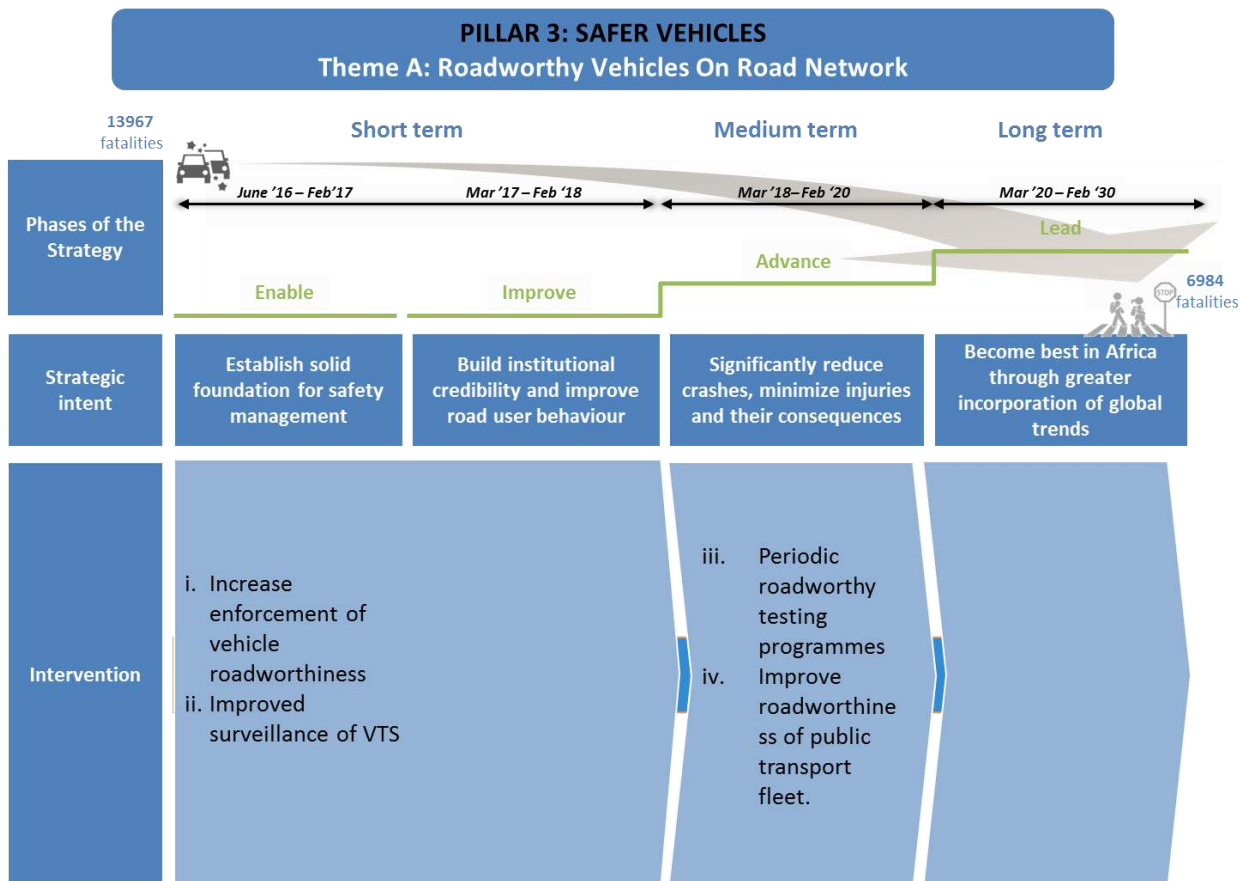 PILLAR 3: SAFER VEHICLES
Theme A: Roadworthy Vehicles On Road Network
13967
fatalities
Short term
Medium term
Long term
Phases of the
Strategy
June ’16 – Feb’17
Mar ’17 – Feb ‘18
Mar ’18– Feb ‘20
Mar ’20 – Feb ‘30
Enable
Improve
Advance
Lead
STOP
6984
fatalities
Strategic
intent
Establish solid
foundation for safety
management
Build institutional
credibility and improve
road user behaviour
Significantly reduce
crashes, minimize injuries
and their consequences
Become best in Africa
through greater
incorporation of global
trends
Intervention
i. Increase
enforcement of
vehicle
roadworthiness
ii. Improved
surveillance of VTS
iii. Periodic
roadworthy
testing
programmes
iv. Improve
roadworthine
ss of public
transport
fleet.